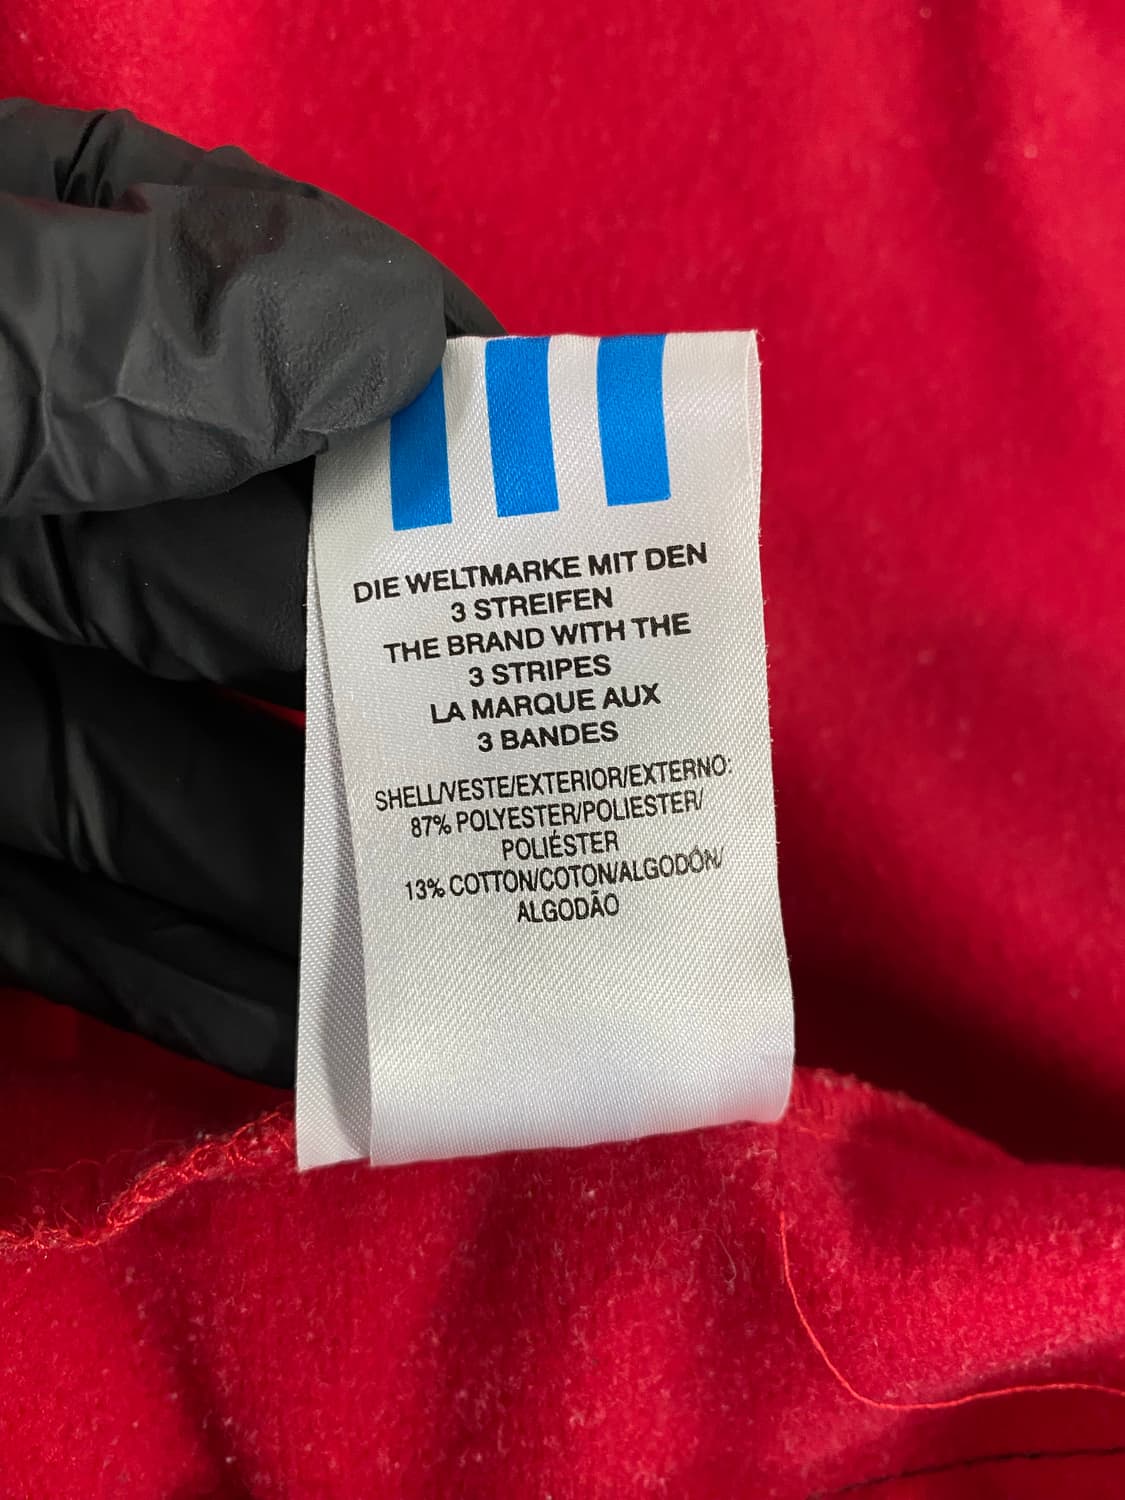 DIE WELTMARKE MIT DEN
3 STREIFEN
THE BRAND WITH THE
3 STRIPES
LA MARQUE AUX
3 BANDES
SHELL/VESTE/EXTERIOR/EXTERNO:
87% POLYESTER/POLIESTER/
POLIÉSTER
13% COTTON/COTON/ALGODÓN/
ALGODÃO